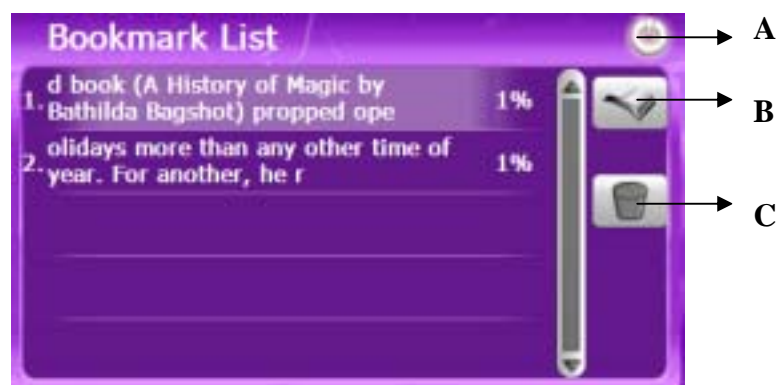 Bookmark List
A
1. d book (A History of Magic by
Bathilda Bagshot) propped ope
1%
B
2. olidays more than any other time of
year. For another, he r
1%
C